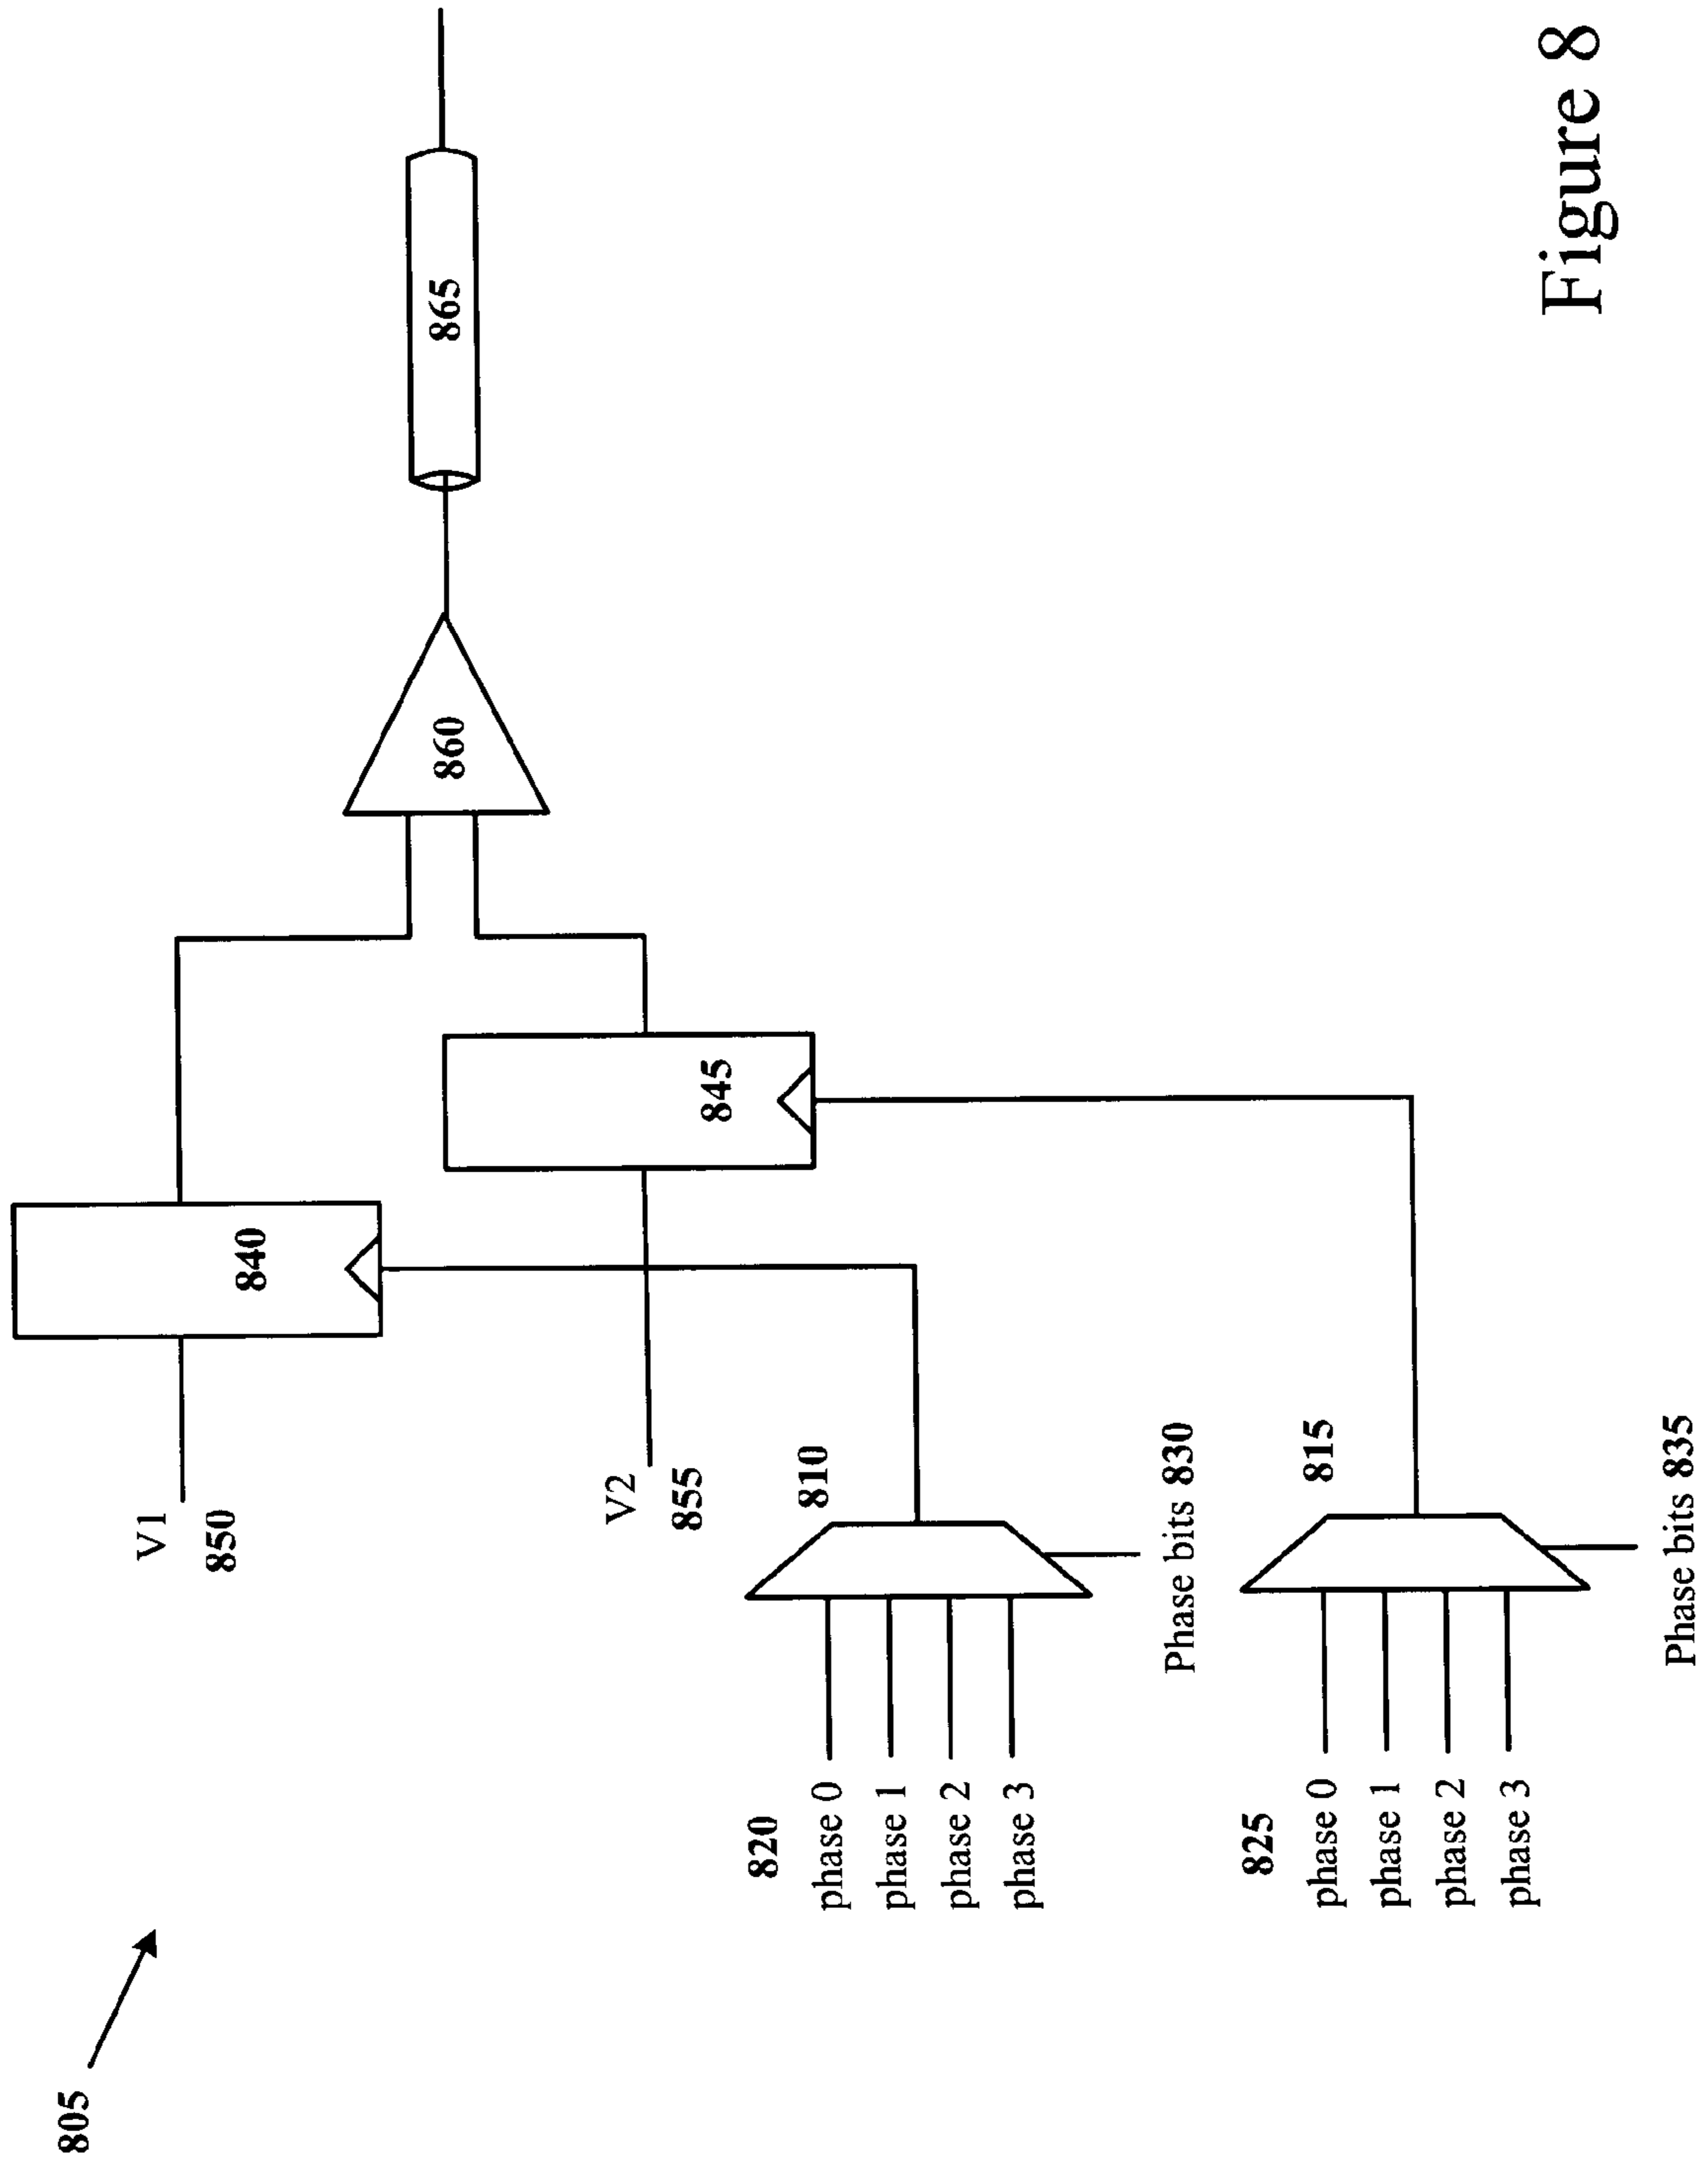 805
V1
850
840
V2
855
845
860
865
820
810
phase 0
phase 1
phase 2
phase 3
Phase bits 830
825
815
phase 0
phase 1
phase 2
phase 3
Phase bits 835
Figure 8